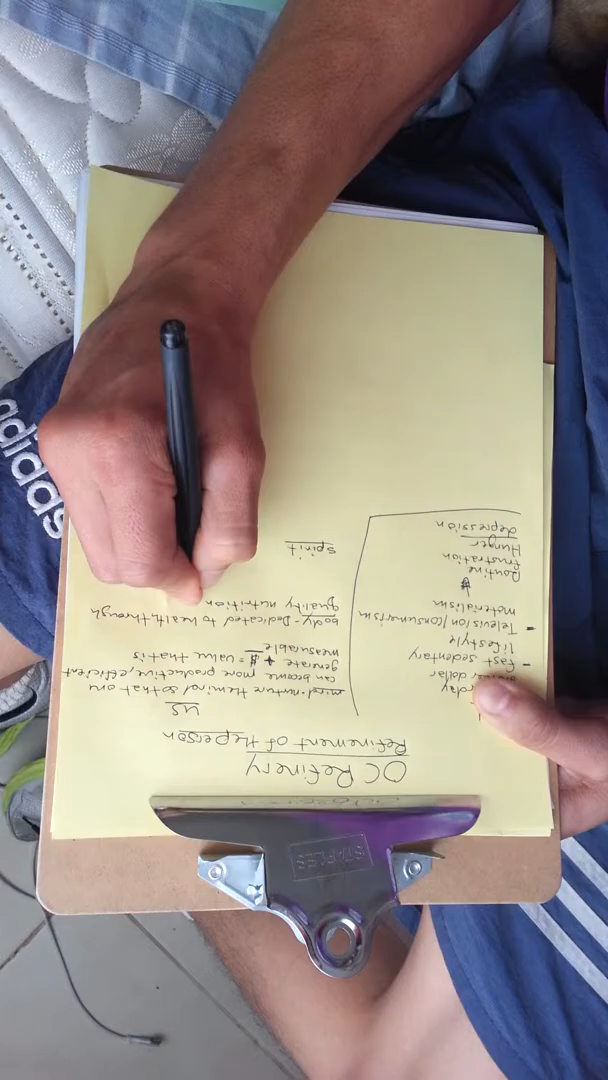 OC Refinery
Refinement of the person
US
mind-nurture the mind so that one
can become more productive, efficient
generate + $ = value that is
measurable
body - Dedicated to health through
quality nutrition
spirit
dollar
- fast sedentary
lifestyle
- Television/consumerism
materialism
Routine
frustration
Hunger
depression
STAPLES
adidas